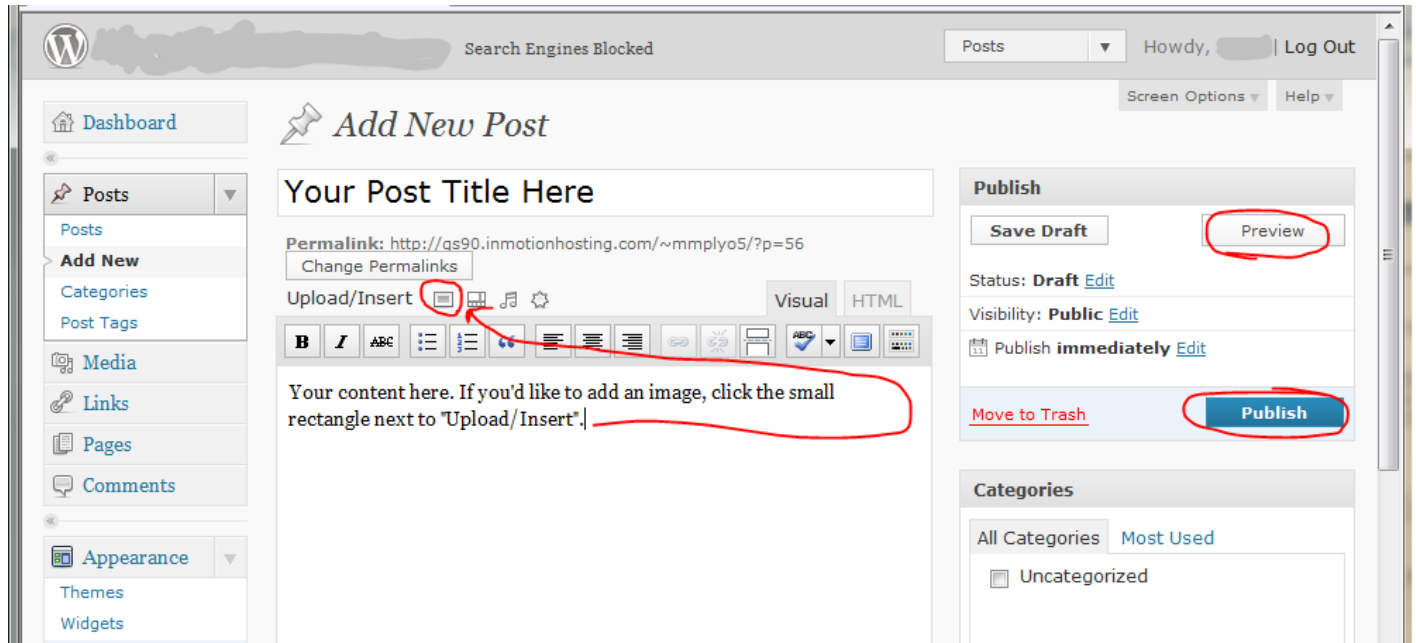 Search Engines Blocked
Posts
Howdy, | Log Out
Screen Options
Help
Dashboard
Add New Post
Posts
Posts
Add New
Categories
Post Tags
Media
Links
Pages
Comments
Appearance
Themes
Widgets
Your Post Title Here
Permalink: http://qs90.inmotionhosting.com/~mmplyo5/?p=56
Change Permalinks
Upload/Insert
Visual
HTML
B I ABC
ABC
Your content here. If you'd like to add an image, click the small
rectangle next to "Upload/Insert".
Publish
Save Draft
Preview
Status: Draft Edit
Visibility: Public Edit
Publish immediately Edit
Move to Trash
Publish
Categories
All Categories
Most Used
Uncategorized